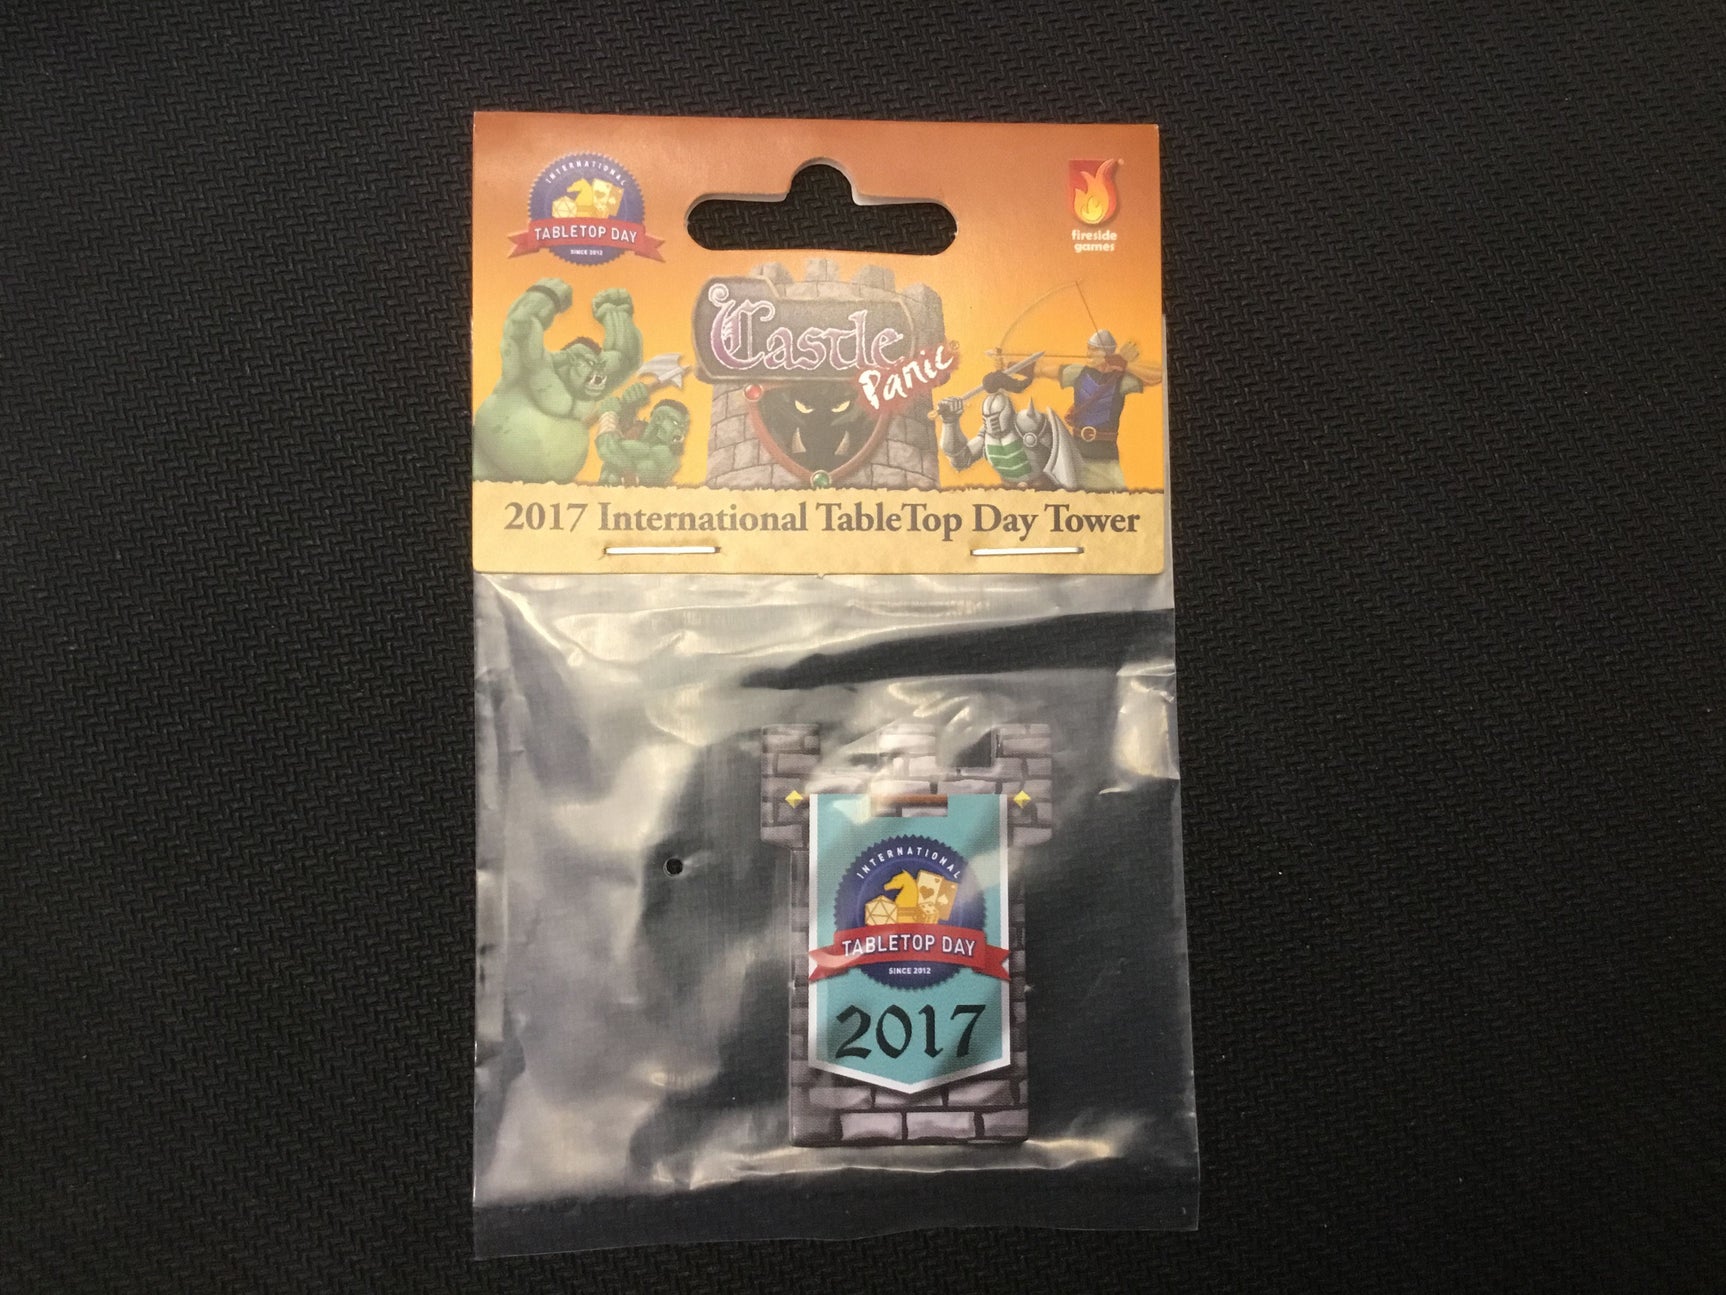 INTERNATIONAL
TABLETOP DAY
SINCE 2012
fireside
games
Castle
Panic
2017 International TableTop Day Tower
INTERNATIONAL
TABLETOP DAY
SINCE 2012
2017